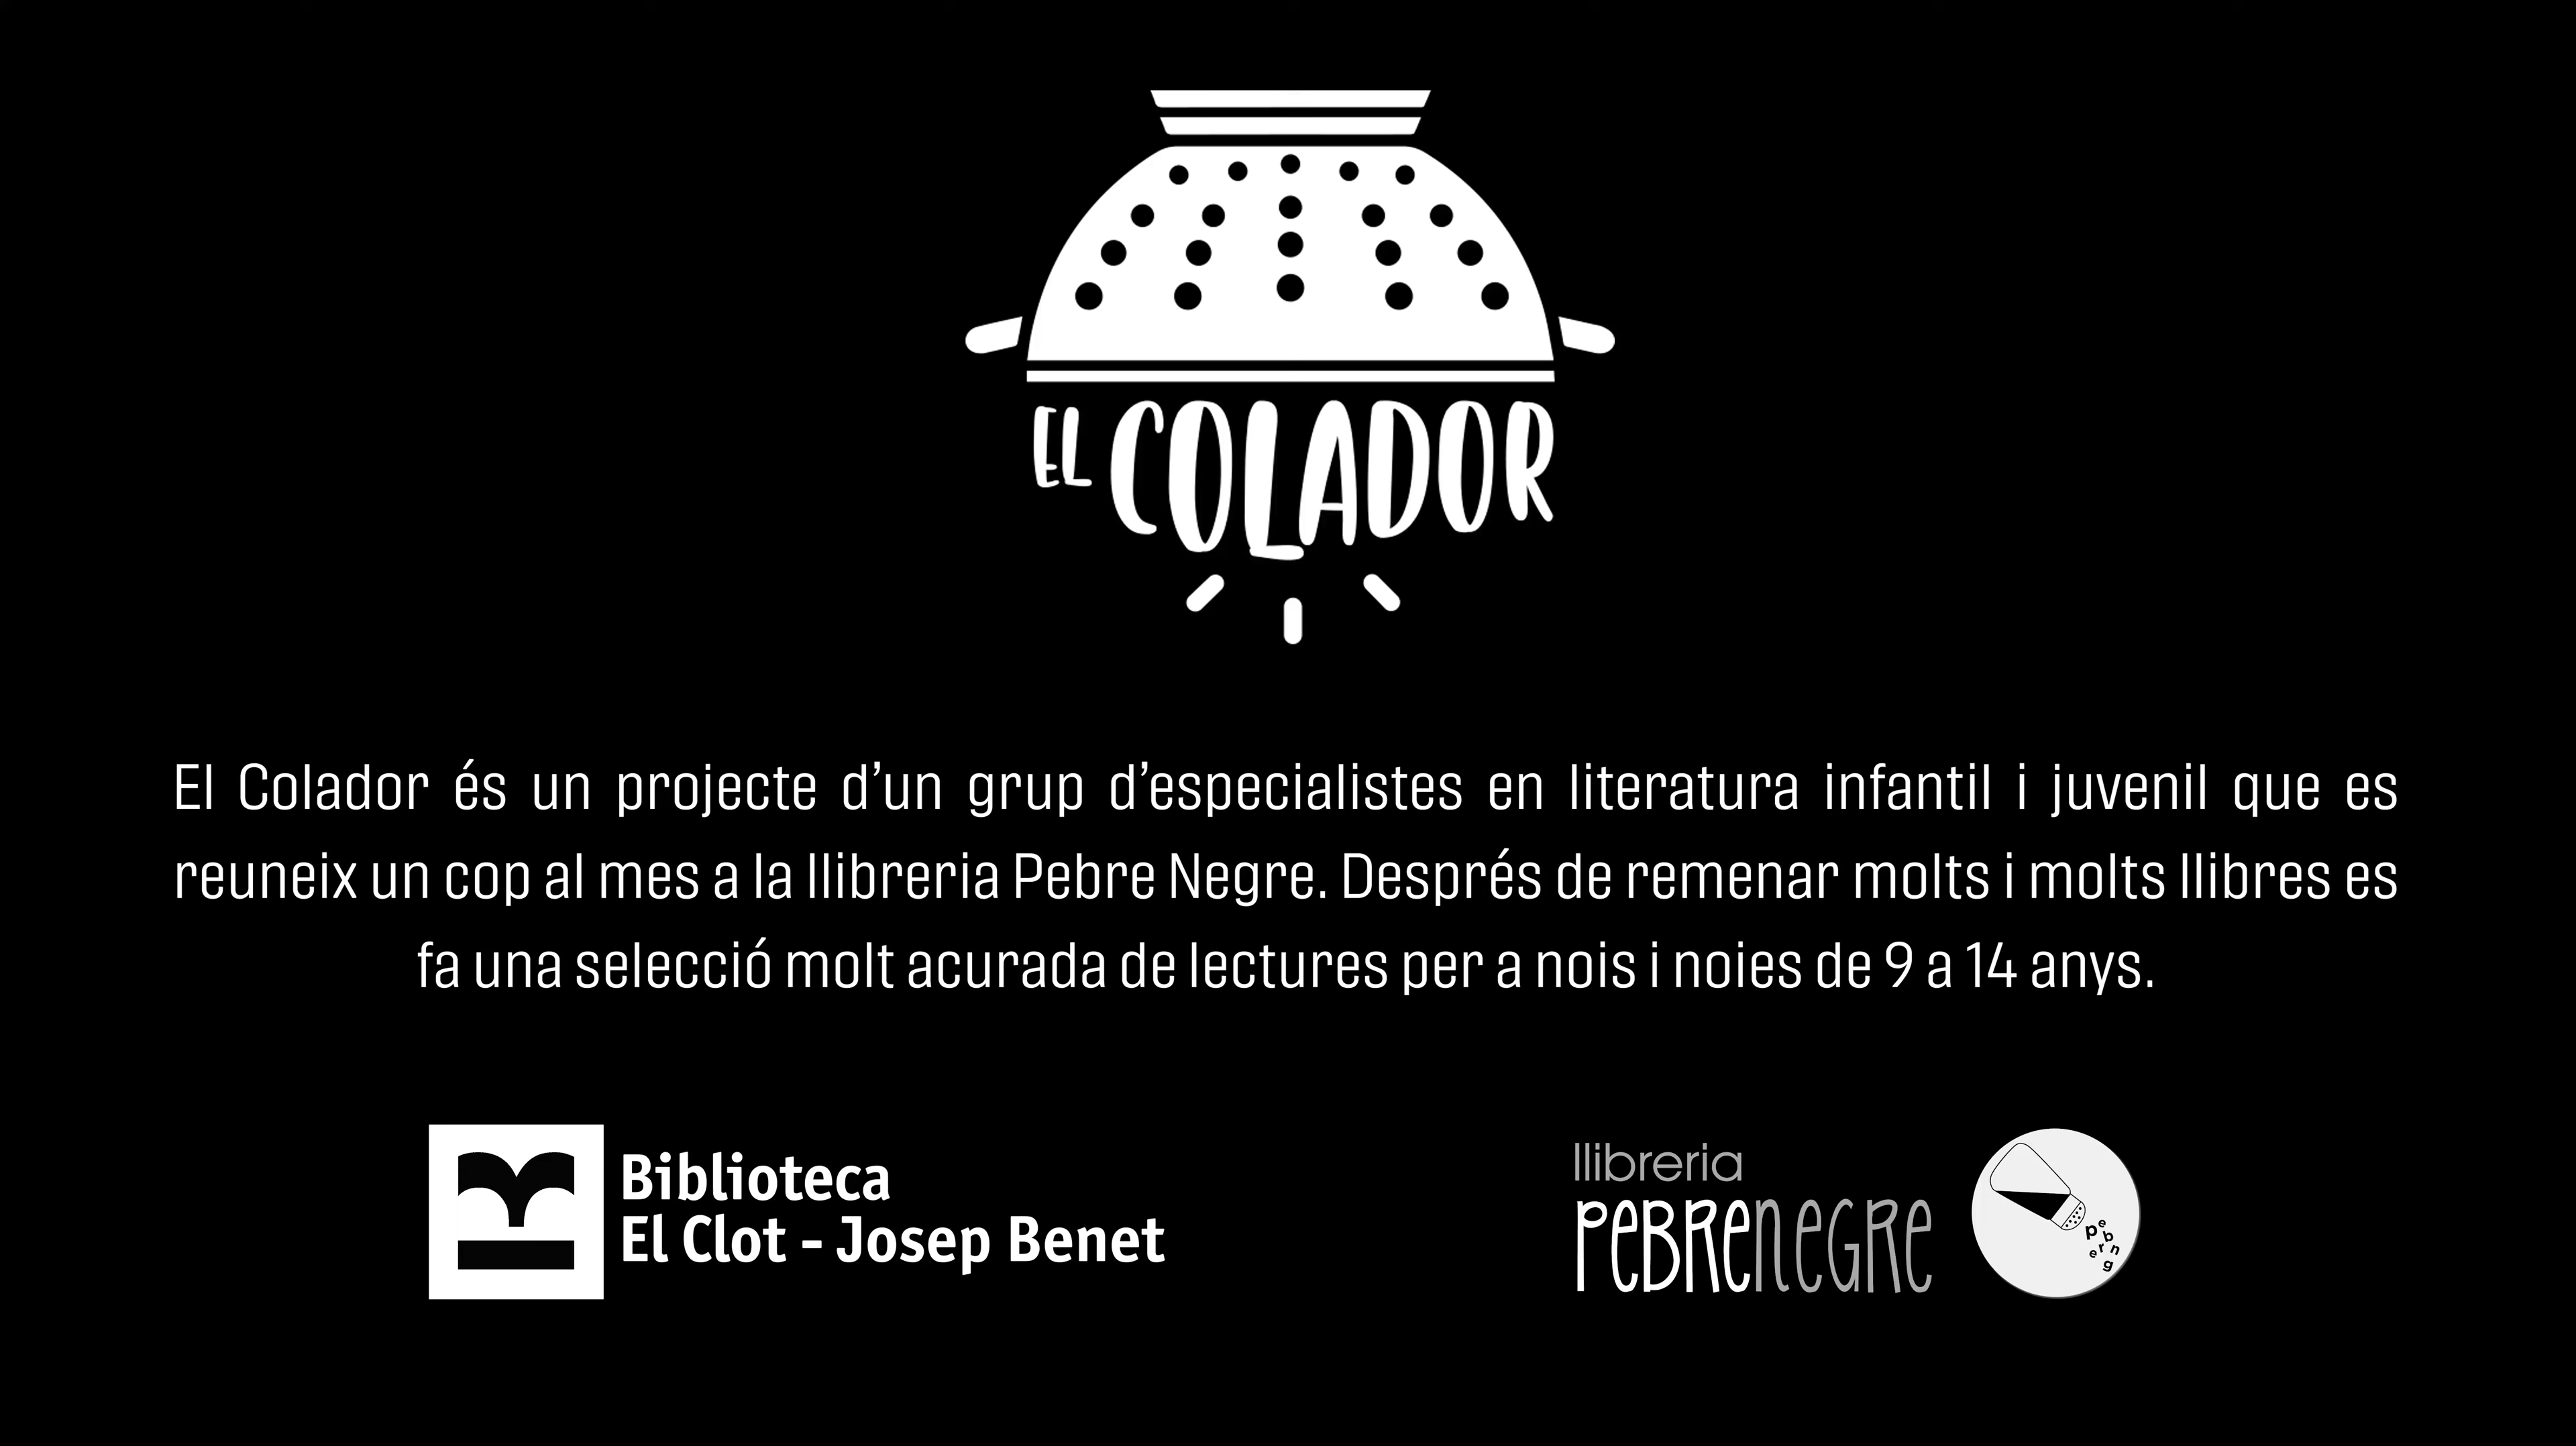 EL COLADOR
El Colador és un projecte d’un grup d’especialistes en literatura infantil i juvenil que es
reuneix un cop al mes a la llibreria Pebre Negre. Després de remenar molts i molts llibres es
fa una selecció molt acurada de lectures per a nois i noies de 9 a 14 anys.
Biblioteca
El Clot - Josep Benet
llibreria
PEBRENEGRE
pebre neg